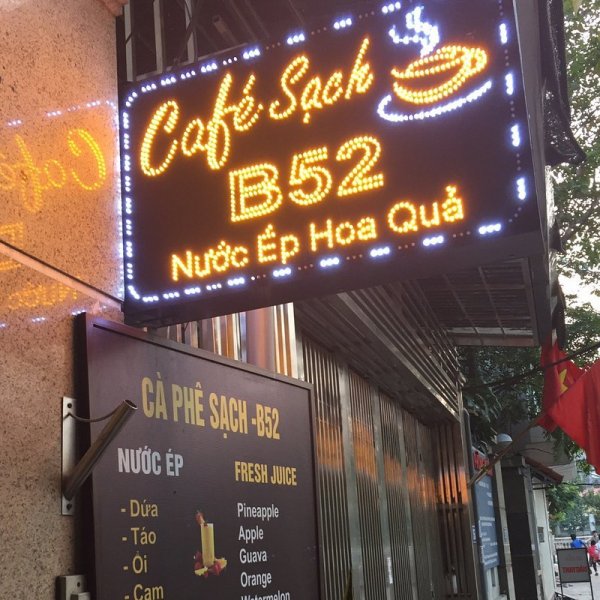 Café Sạch
B52
Nước Ép Hoa Quả
CÀ PHÊ SẠCH -B52
NƯỚC ÉP
FRESH JUICE
- Dứa
Pineapple
- Táo
Apple
- Ổi
Guava
- Cam
Orange
Watermelon